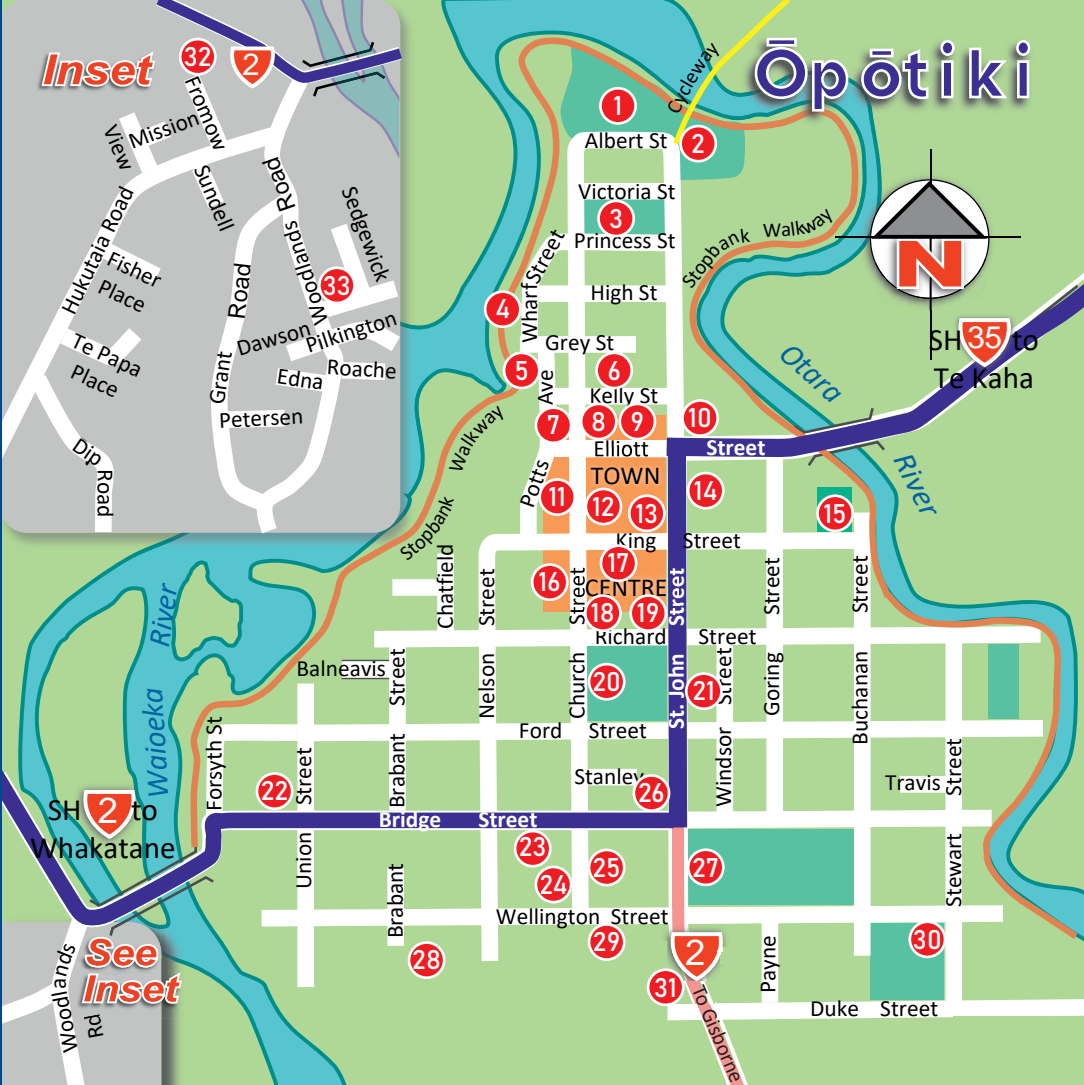 Inset
32
2
Fromow
Mission
View
Sundell
Woodlands Road
Sedgewick
Hukutaia Road
Fisher
Place
33
Grant Road
Dawson
Pilkington
Te Papa
Place
Edna
Roache
Petersen
Dip Road
Ōpōtiki
Cycleway
1
Albert St
2
Victoria St
3
Princess St
Stopbank Walkway
N
Wharf Street
High St
4
Grey St
5
6
Otara
River
SH 35 to
Te Kaha
Potts Ave
Kelly St
7
8
9
10
Elliott Street
TOWN
11
12
13
14
15
Stopbank Walkway
King Street
17
16
CENTRE
18
19
Chatfield
Nelson Street
Church Street
St. John Street
Goring Street
Buchanan Street
Richard Street
Balneavis
20
21
Windsor Street
Waioeka River
Forsyth St
Ford Street
Union Street
Brabant Street
Stanley
Travis
Stewart Street
22
26
SH 2 to
Whakatane
Bridge Street
23
24
25
27
Brabant
Wellington Street
28
29
30
2
31
Payne
Duke Street
To Gisborne
See
Inset
Woodlands
Rd